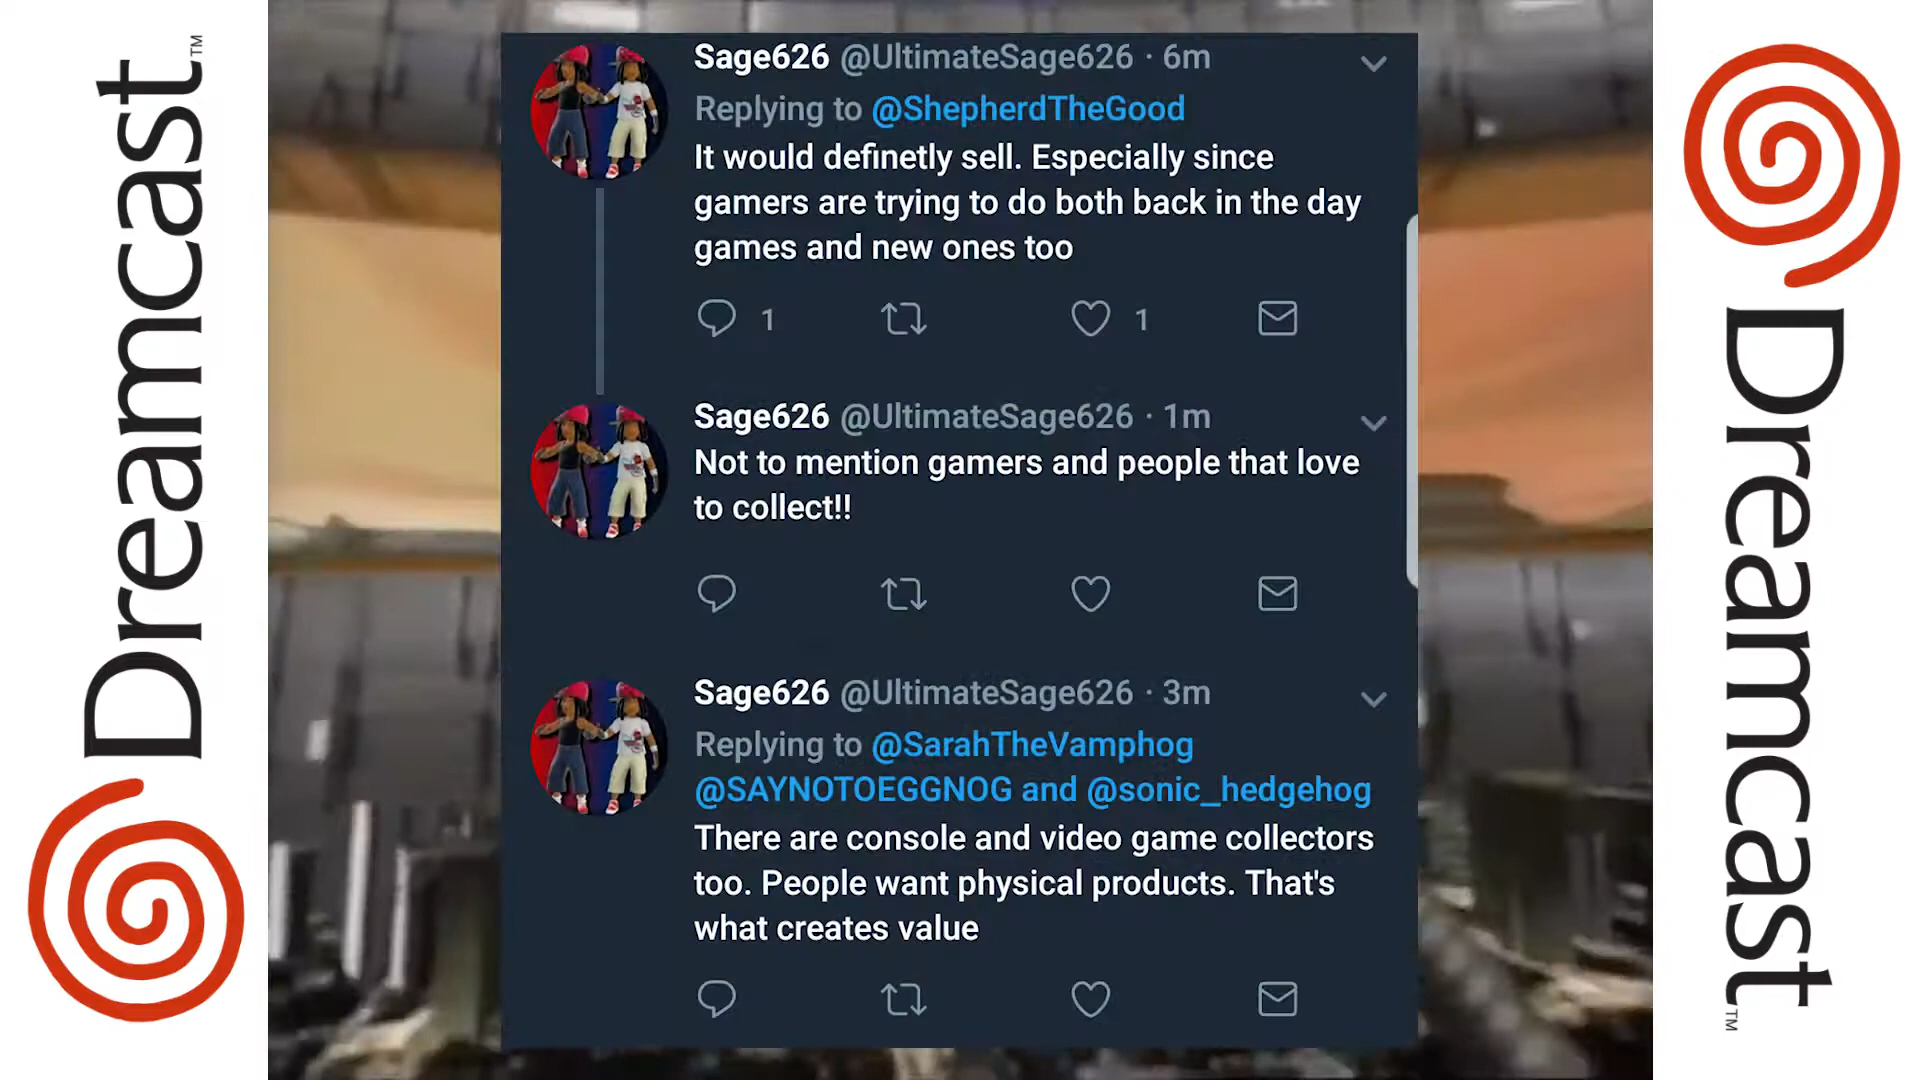 Dreamcast™
Sage626 @UltimateSage626 · 6m
Replying to @ShepherdTheGood
It would definetly sell. Especially since
gamers are trying to do both back in the day
games and new ones too
1 1
Sage626 @UltimateSage626 · 1m
Not to mention gamers and people that love
to collect!!
Sage626 @UltimateSage626 · 3m
Replying to @SarahTheVamphog
@SAYNOTOEGGNOG and @sonic_hedgehog
There are console and video game collectors
too. People want physical products. That's
what creates value
Dreamcast™